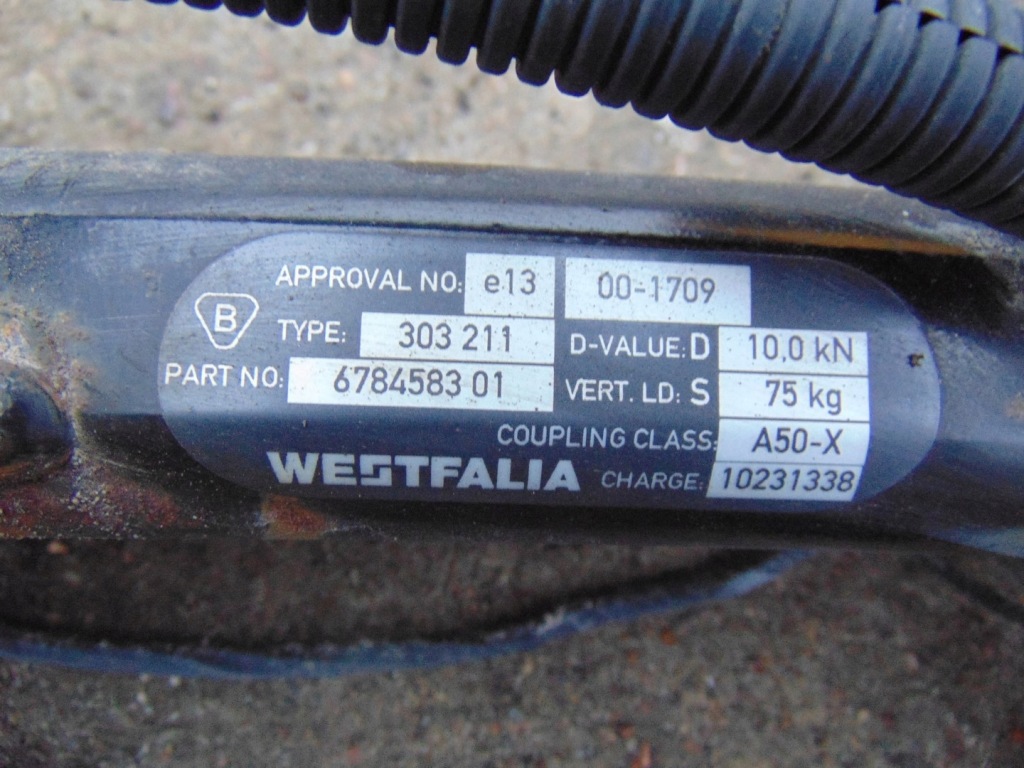 APPROVAL NO: e13 00-1709
B
TYPE: 303 211
D-VALUE: D 10,0 kN
PART NO: 6784583 01
VERT. LD: S 75 kg
COUPLING CLASS: A50-X
WESTFALIA CHARGE: 10231338